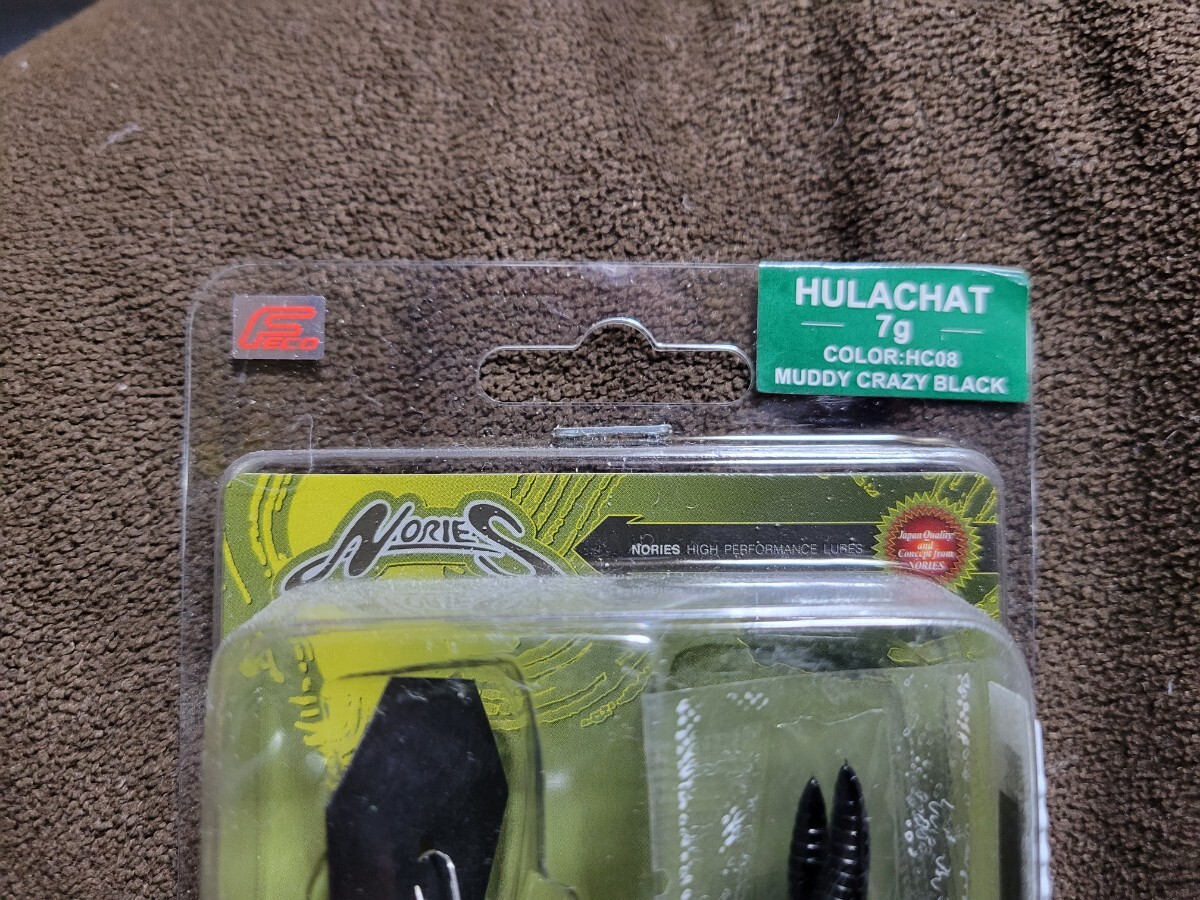 FECO
HULACHAT
7g
COLOR:HC08
MUDDY CRAZY BLACK
NORIES
NORIES HIGH PERFORMANCE LURES
Japan Quality
and
Concept from
NORIES